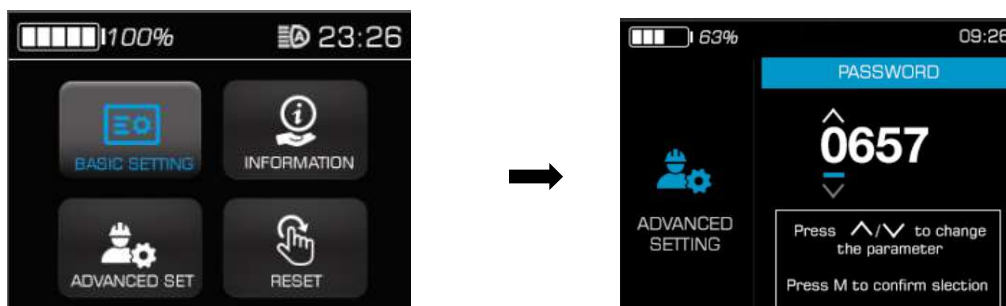 100%
23:26
BASIC SETTING
INFORMATION
ADVANCED SET
RESET
63%
09:26
PASSWORD
0657
ADVANCED
SETTING
Press ∧/∨ to change
the parameter
Press M to confirm slection